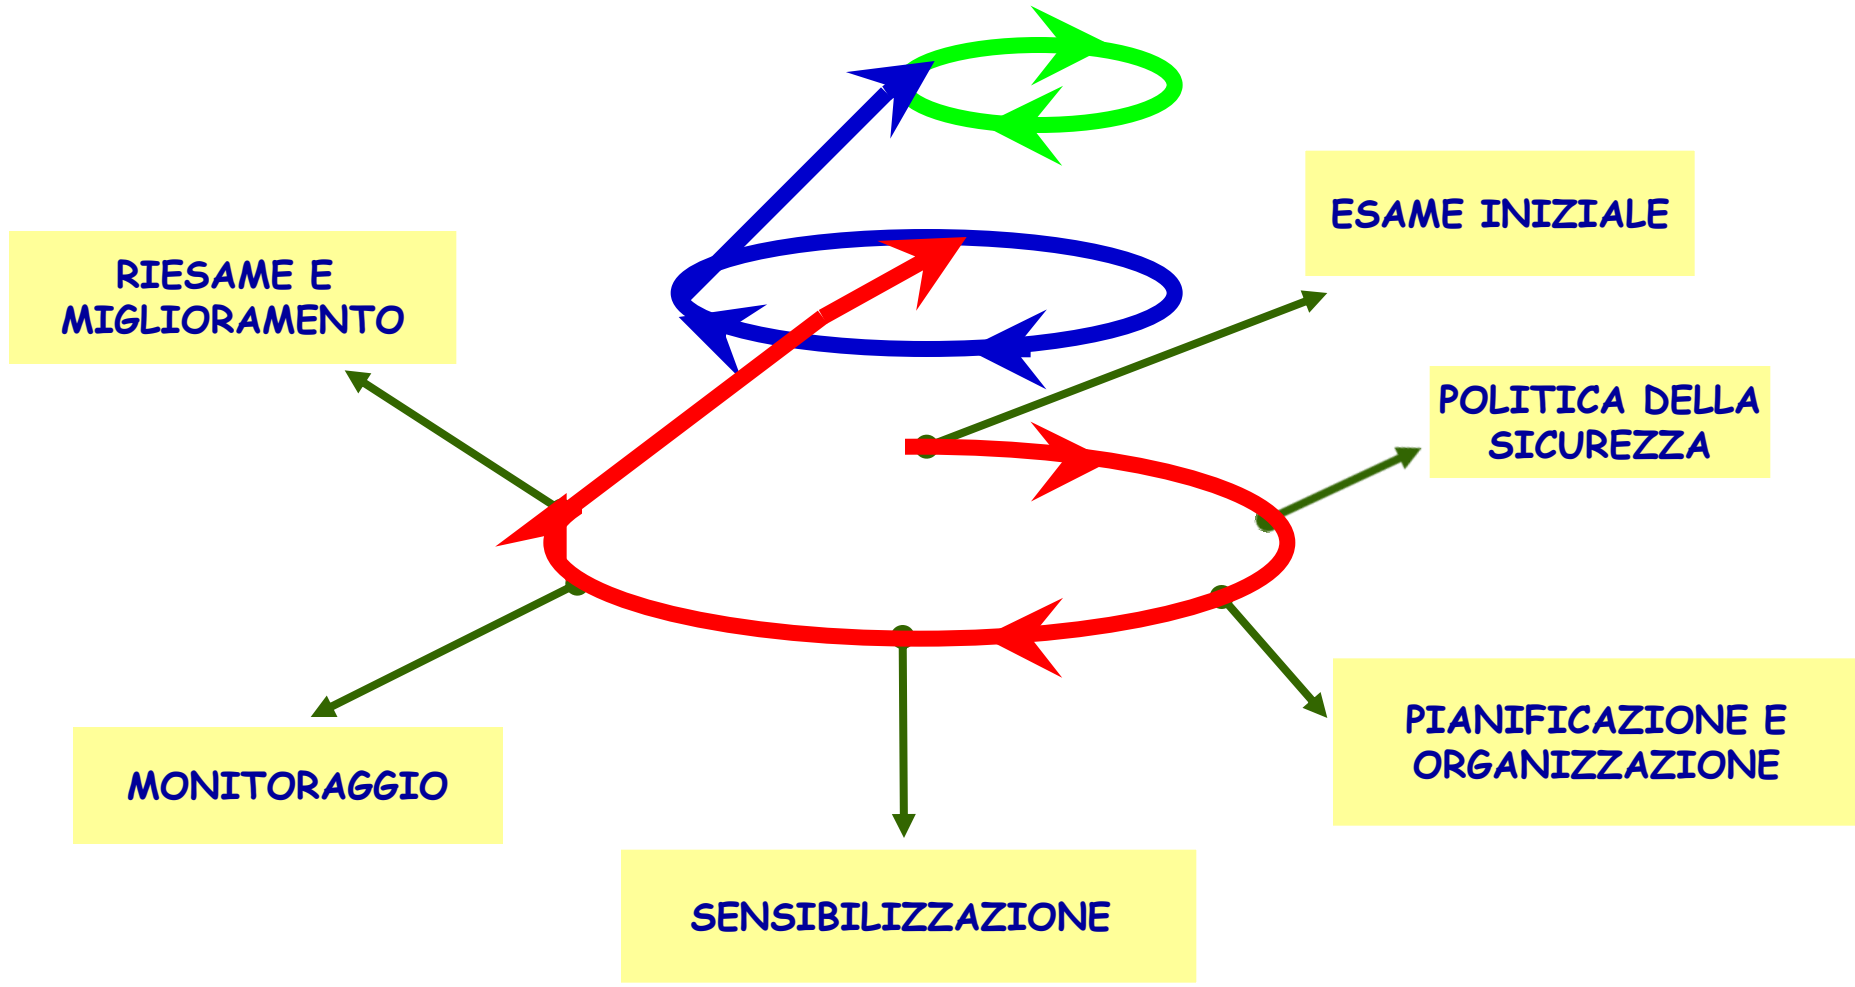 ESAME INIZIALE
RIESAME E
MIGLIORAMENTO
POLITICA DELLA
SICUREZZA
PIANIFICAZIONE E
ORGANIZZAZIONE
MONITORAGGIO
SENSIBILIZZAZIONE